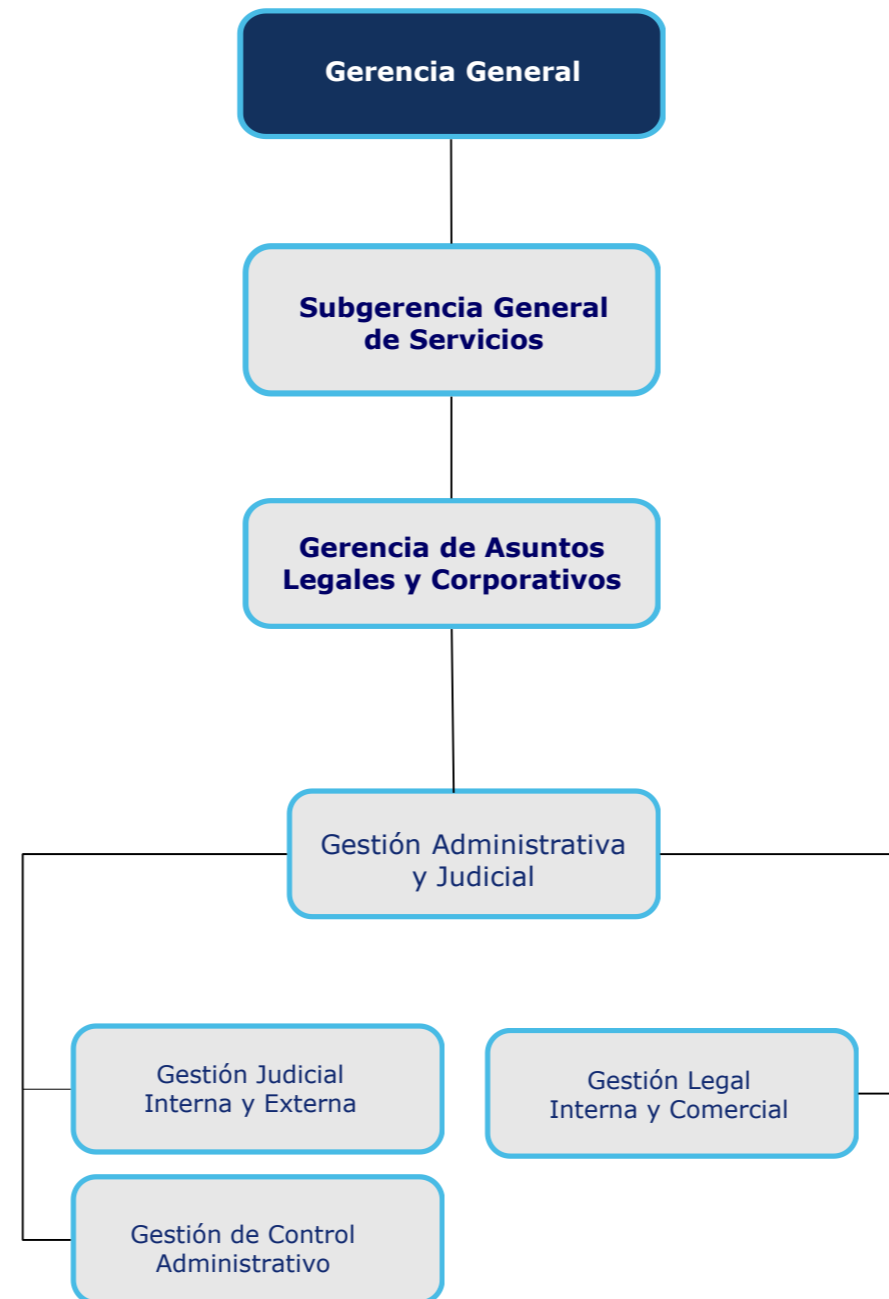 Gerencia General
Subgerencia General
de Servicios
Gerencia de Asuntos
Legales y Corporativos
Gestión Administrativa
y Judicial
Gestión Judicial
Interna y Externa
Gestión Legal
Interna y Comercial
Gestión de Control
Administrativo